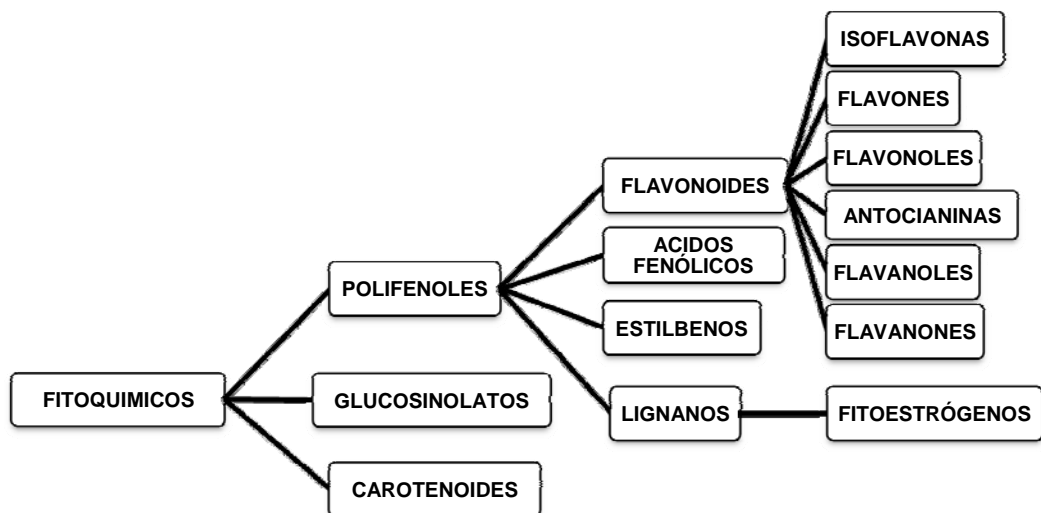 ISOFLAVONAS
FLAVONES
FLAVONOLES
FLAVONOIDES
ANTOCIANINAS
ACIDOS
FENÓLICOS
FLAVANOLES
POLIFENOLES
ESTILBENOS
FLAVANONES
FITOQUIMICOS
GLUCOSINOLATOS
LIGNANOS
FITOESTRÓGENOS
CAROTENOIDES